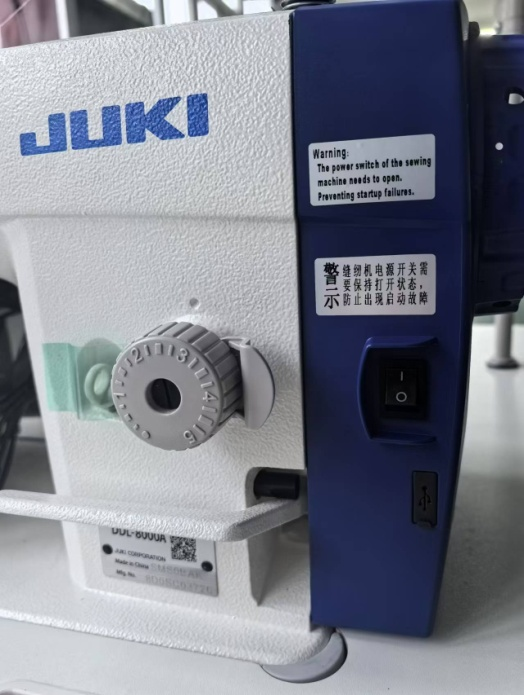 JUKI
Warning:
The power switch of the sewing
machine needs to open.
Preventing startup failures.
警示
缝纫机电源开关需
要保持打开状态，
防止出现启动故障
1 2 3 4 5
DDL-8000A
JUKI CORPORATION
Made in China
Mfg. No.